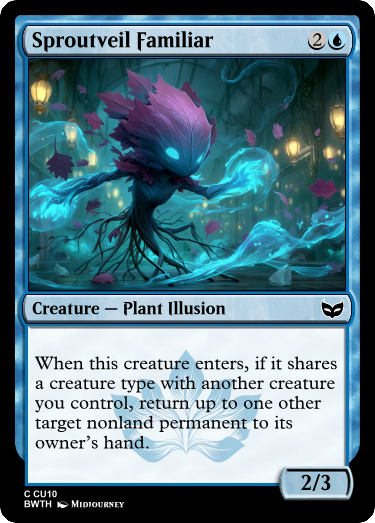 Sproutveil Familiar 2
Creature — Plant Illusion
When this creature enters, if it shares
a creature type with another creature
you control, return up to one other
target nonland permanent to its
owner's hand.
2/3
C CU10
BWTH Midjourney